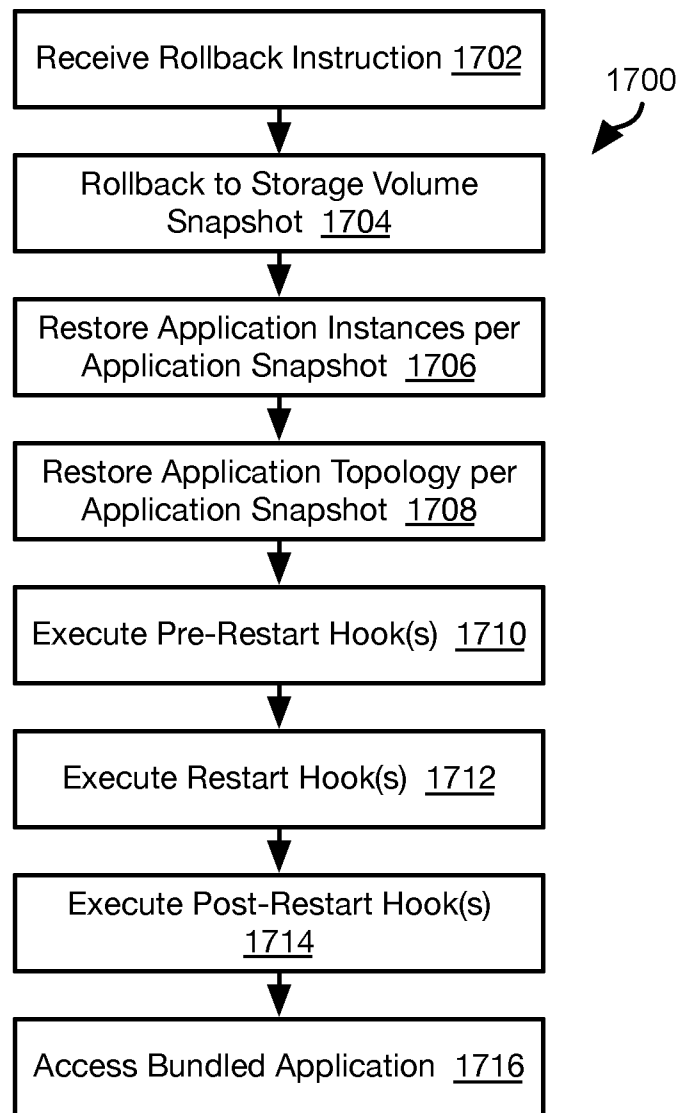 Receive Rollback Instruction 1702
1700
Rollback to Storage Volume
Snapshot 1704
Restore Application Instances per
Application Snapshot 1706
Restore Application Topology per
Application Snapshot 1708
Execute Pre-Restart Hook(s) 1710
Execute Restart Hook(s) 1712
Execute Post-Restart Hook(s)
1714
Access Bundled Application 1716